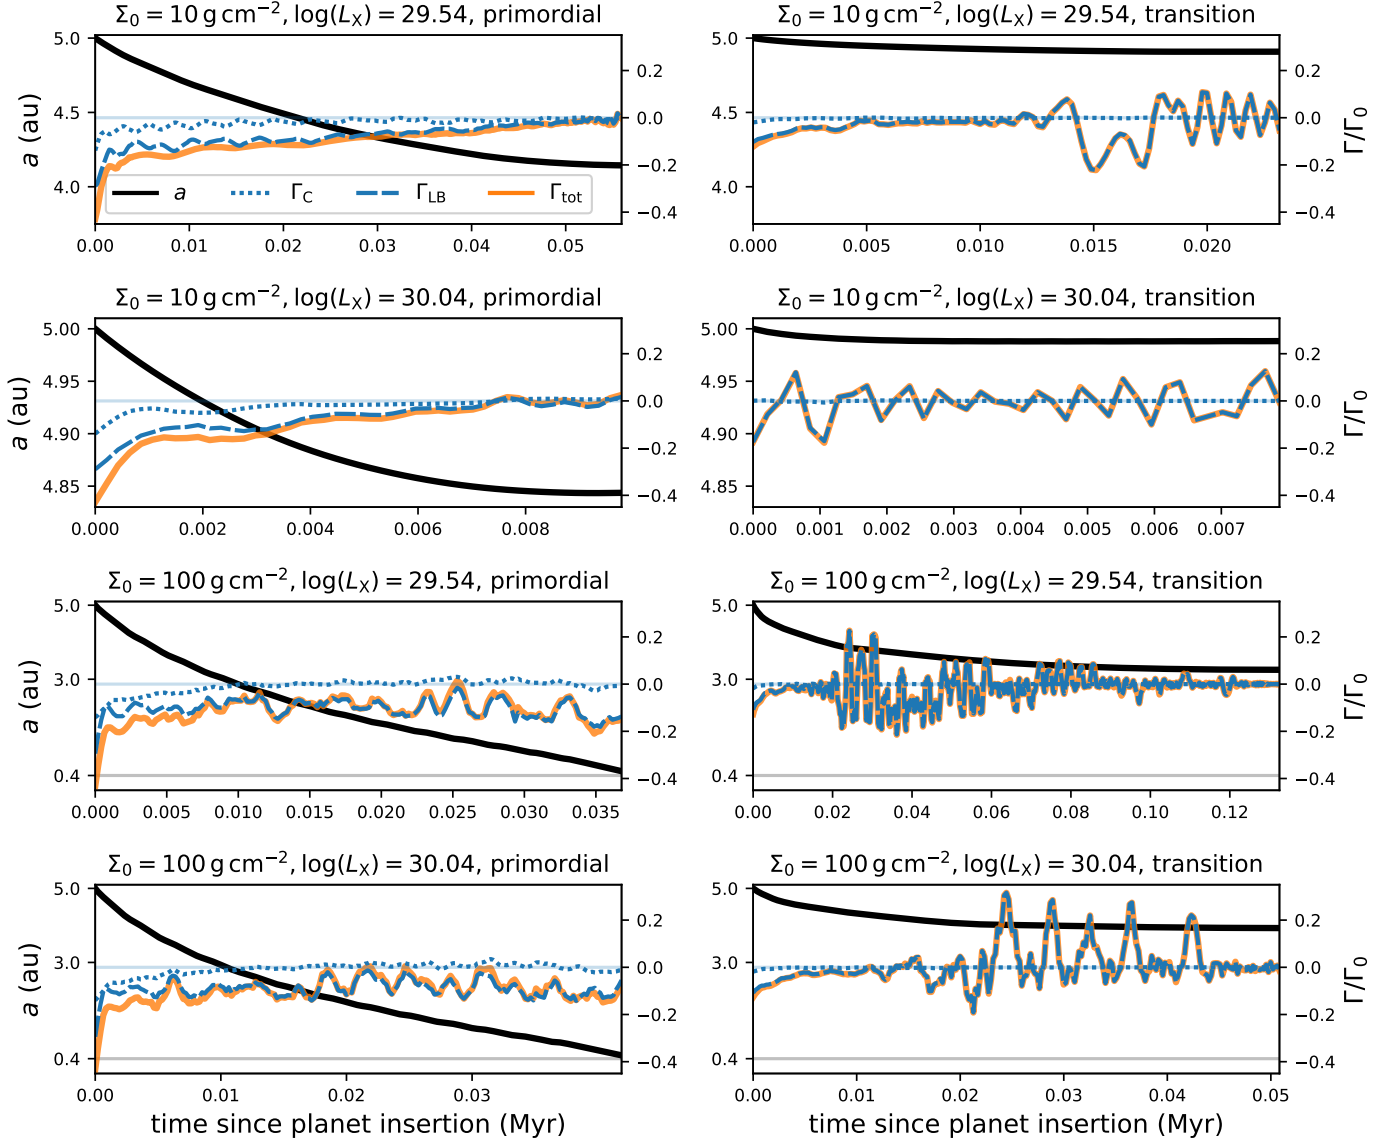 Σ₀ = 10 g cm⁻², log(L_X) = 29.54, primordial
5.0
4.5
4.0
a (au)
0.2
0.0
−0.2
−0.4
a
Γ_C
Γ_LB
Γ_tot
0.00 0.01 0.02 0.03 0.04 0.05
Σ₀ = 10 g cm⁻², log(L_X) = 29.54, transition
5.0
4.5
4.0
0.2
0.0
−0.2
−0.4
Γ/Γ₀
0.000 0.005 0.010 0.015 0.020
Σ₀ = 10 g cm⁻², log(L_X) = 30.04, primordial
5.00
4.95
4.90
4.85
a (au)
0.2
0.0
−0.2
−0.4
0.000 0.002 0.004 0.006 0.008
Σ₀ = 10 g cm⁻², log(L_X) = 30.04, transition
5.00
4.95
4.90
4.85
0.2
0.0
−0.2
−0.4
Γ/Γ₀
0.000 0.001 0.002 0.003 0.004 0.005 0.006 0.007
Σ₀ = 100 g cm⁻², log(L_X) = 29.54, primordial
5.0
3.0
0.4
a (au)
0.2
0.0
−0.2
−0.4
0.000 0.005 0.010 0.015 0.020 0.025 0.030 0.035
Σ₀ = 100 g cm⁻², log(L_X) = 29.54, transition
5.0
3.0
0.4
0.2
0.0
−0.2
−0.4
Γ/Γ₀
0.00 0.02 0.04 0.06 0.08 0.10 0.12
Σ₀ = 100 g cm⁻², log(L_X) = 30.04, primordial
5.0
3.0
0.4
a (au)
0.2
0.0
−0.2
−0.4
0.00 0.01 0.02 0.03
time since planet insertion (Myr)
Σ₀ = 100 g cm⁻², log(L_X) = 30.04, transition
5.0
3.0
0.4
0.2
0.0
−0.2
−0.4
Γ/Γ₀
0.00 0.01 0.02 0.03 0.04 0.05
time since planet insertion (Myr)